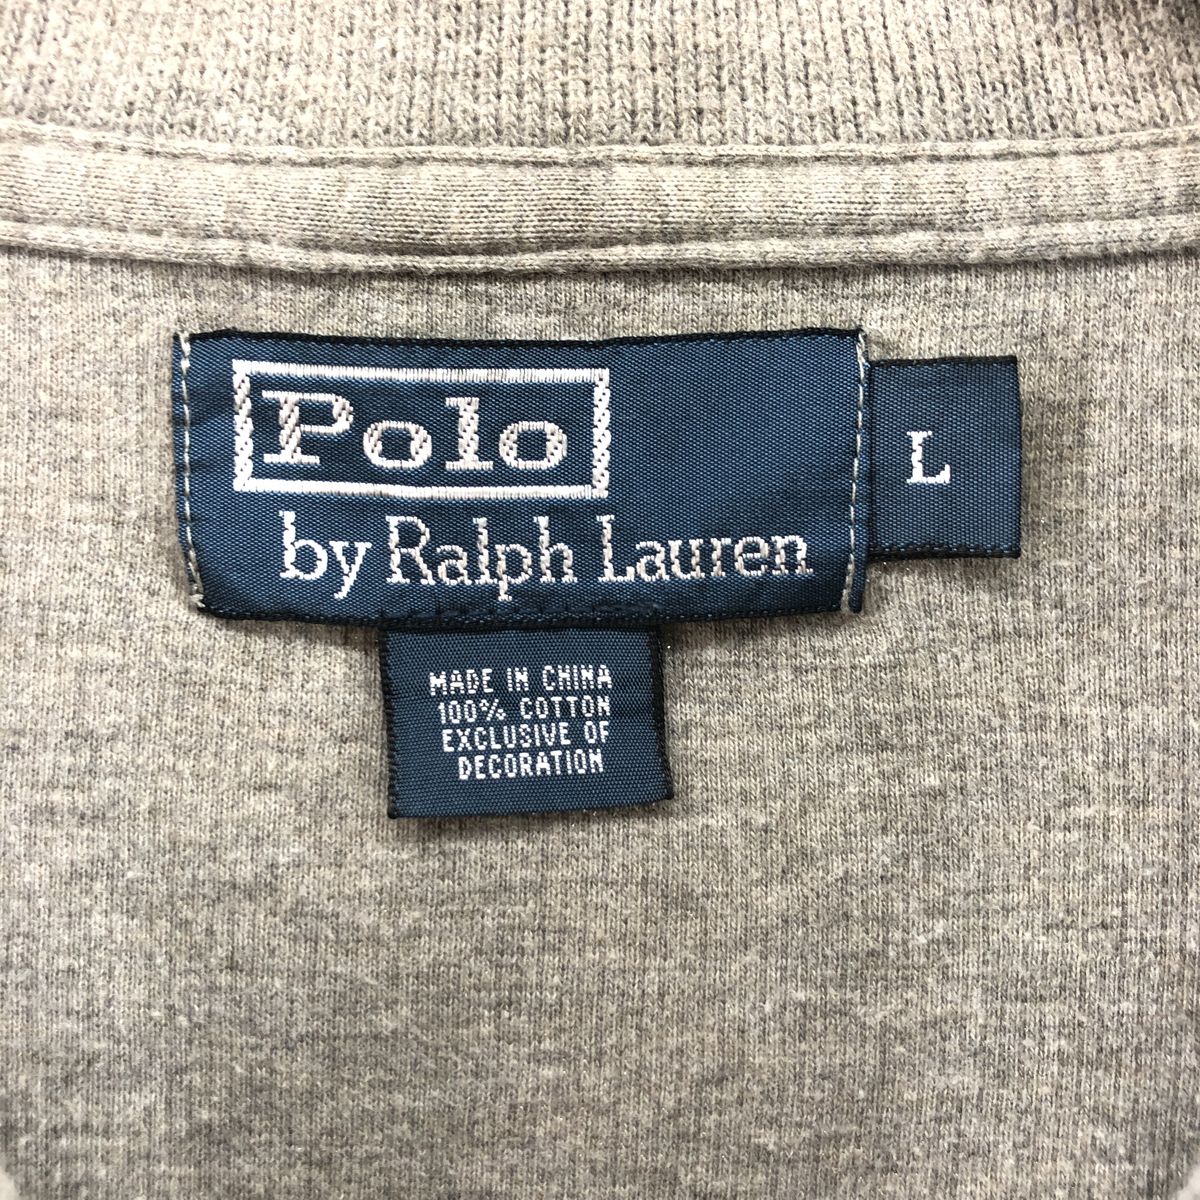 Polo
by Ralph Lauren
L
MADE IN CHINA
100% COTTON
EXCLUSIVE OF
DECORATION